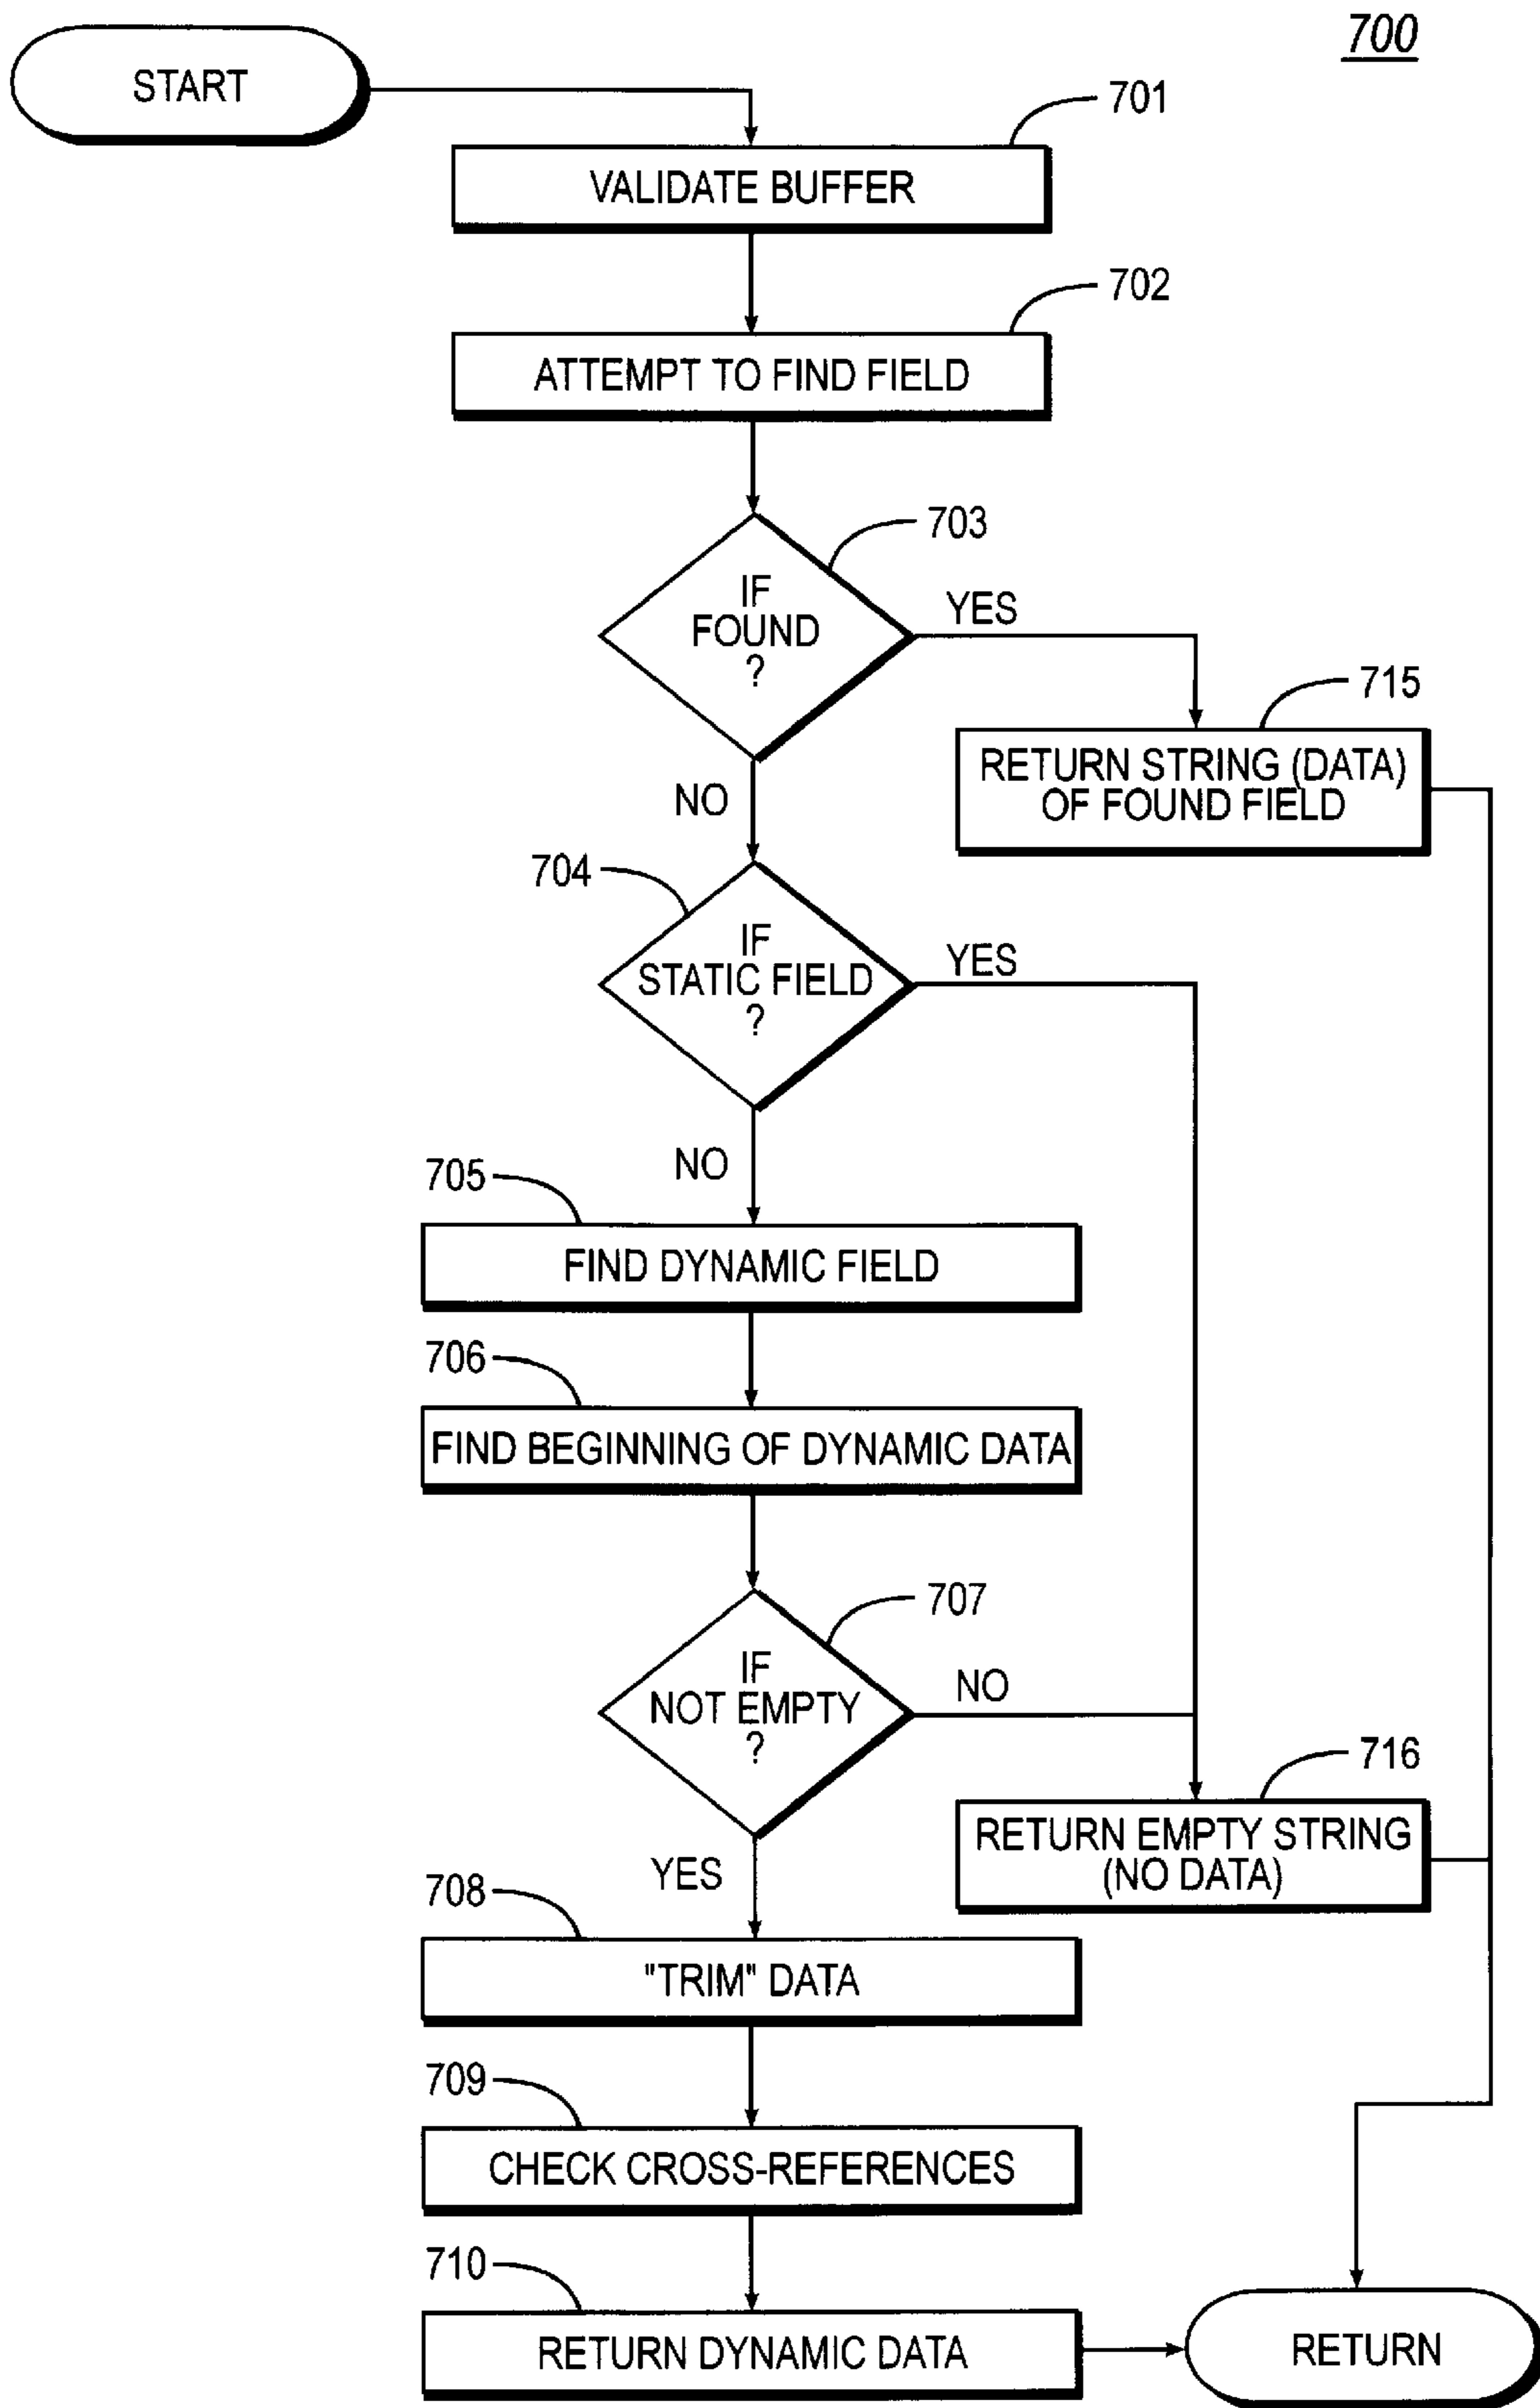 700
START
701
VALIDATE BUFFER
702
ATTEMPT TO FIND FIELD
703
IF
FOUND
?
YES
NO
715
RETURN STRING (DATA)
OF FOUND FIELD
704
IF
STATIC FIELD
?
YES
NO
705
FIND DYNAMIC FIELD
706
FIND BEGINNING OF DYNAMIC DATA
707
IF
NOT EMPTY
?
NO
YES
716
RETURN EMPTY STRING
(NO DATA)
708
"TRIM" DATA
709
CHECK CROSS-REFERENCES
710
RETURN DYNAMIC DATA
RETURN